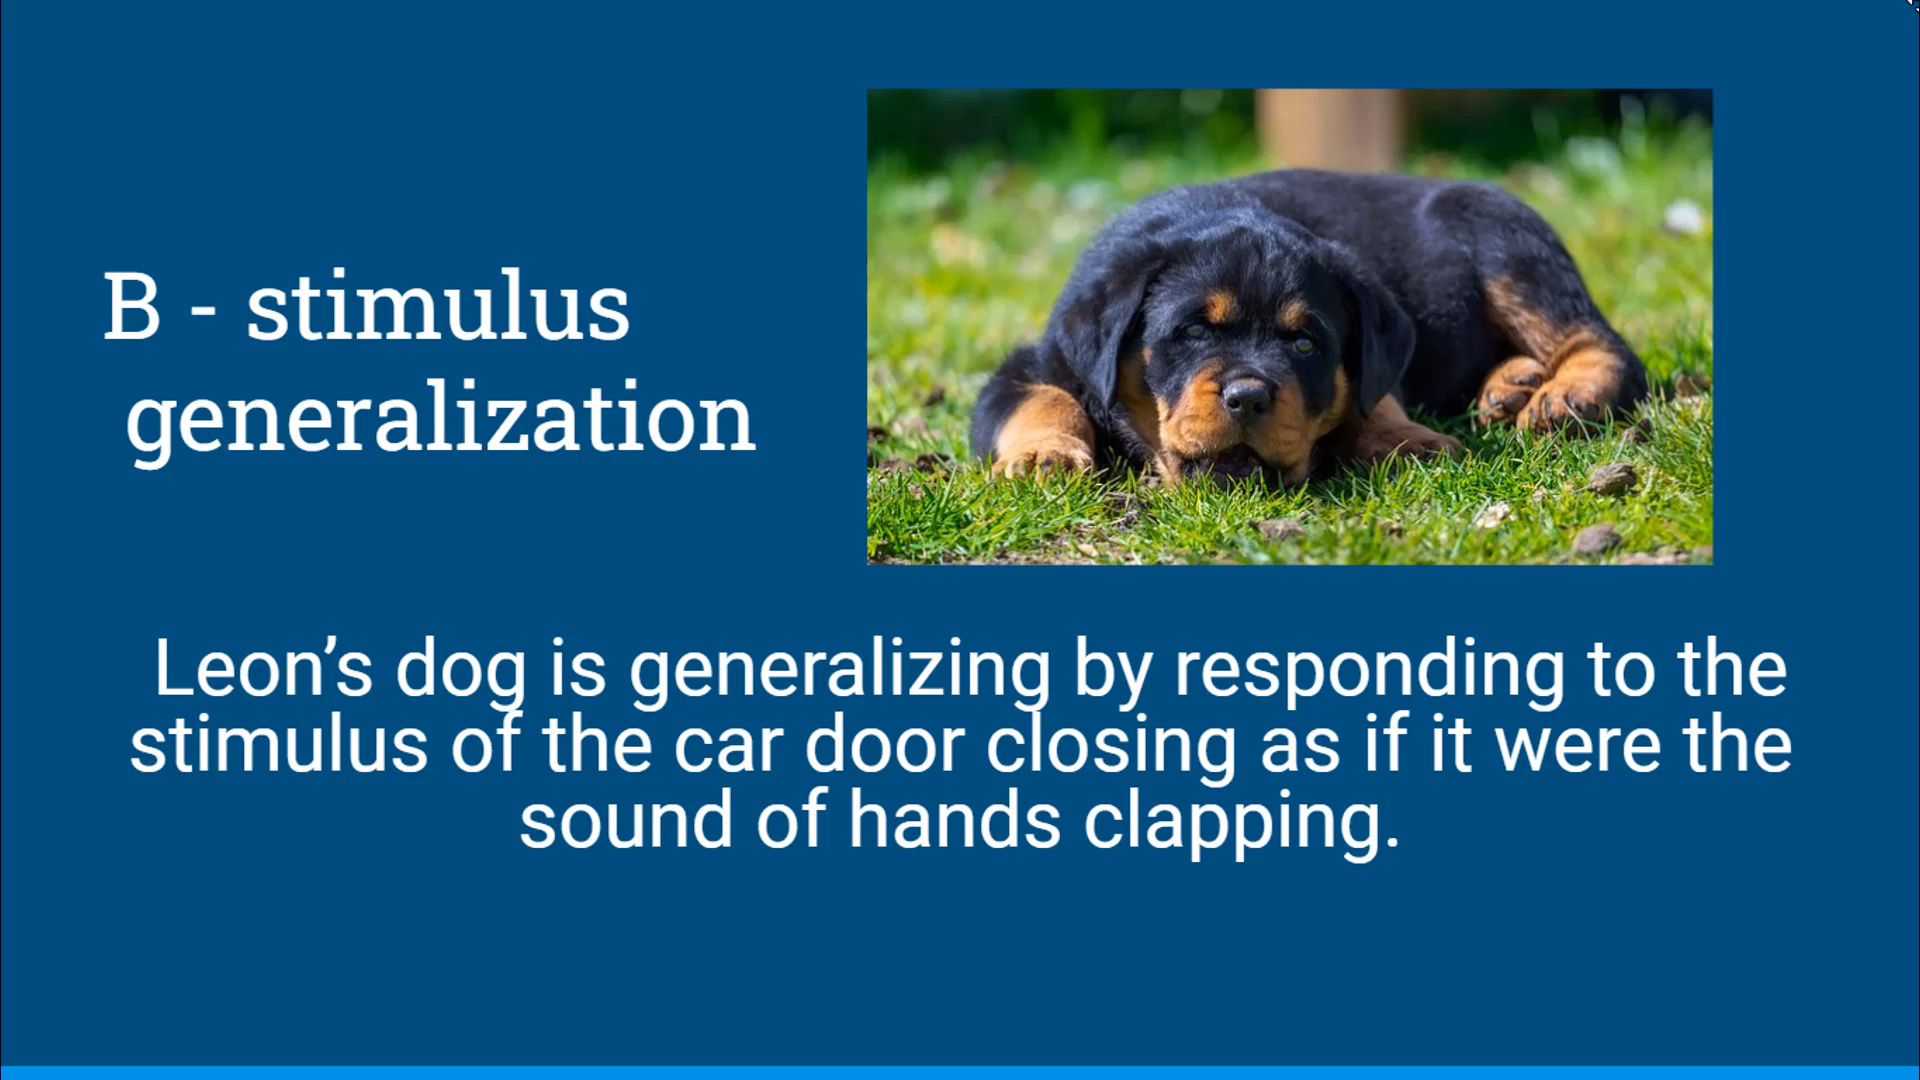 B - stimulus
generalization
Leon’s dog is generalizing by responding to the
stimulus of the car door closing as if it were the
sound of hands clapping.